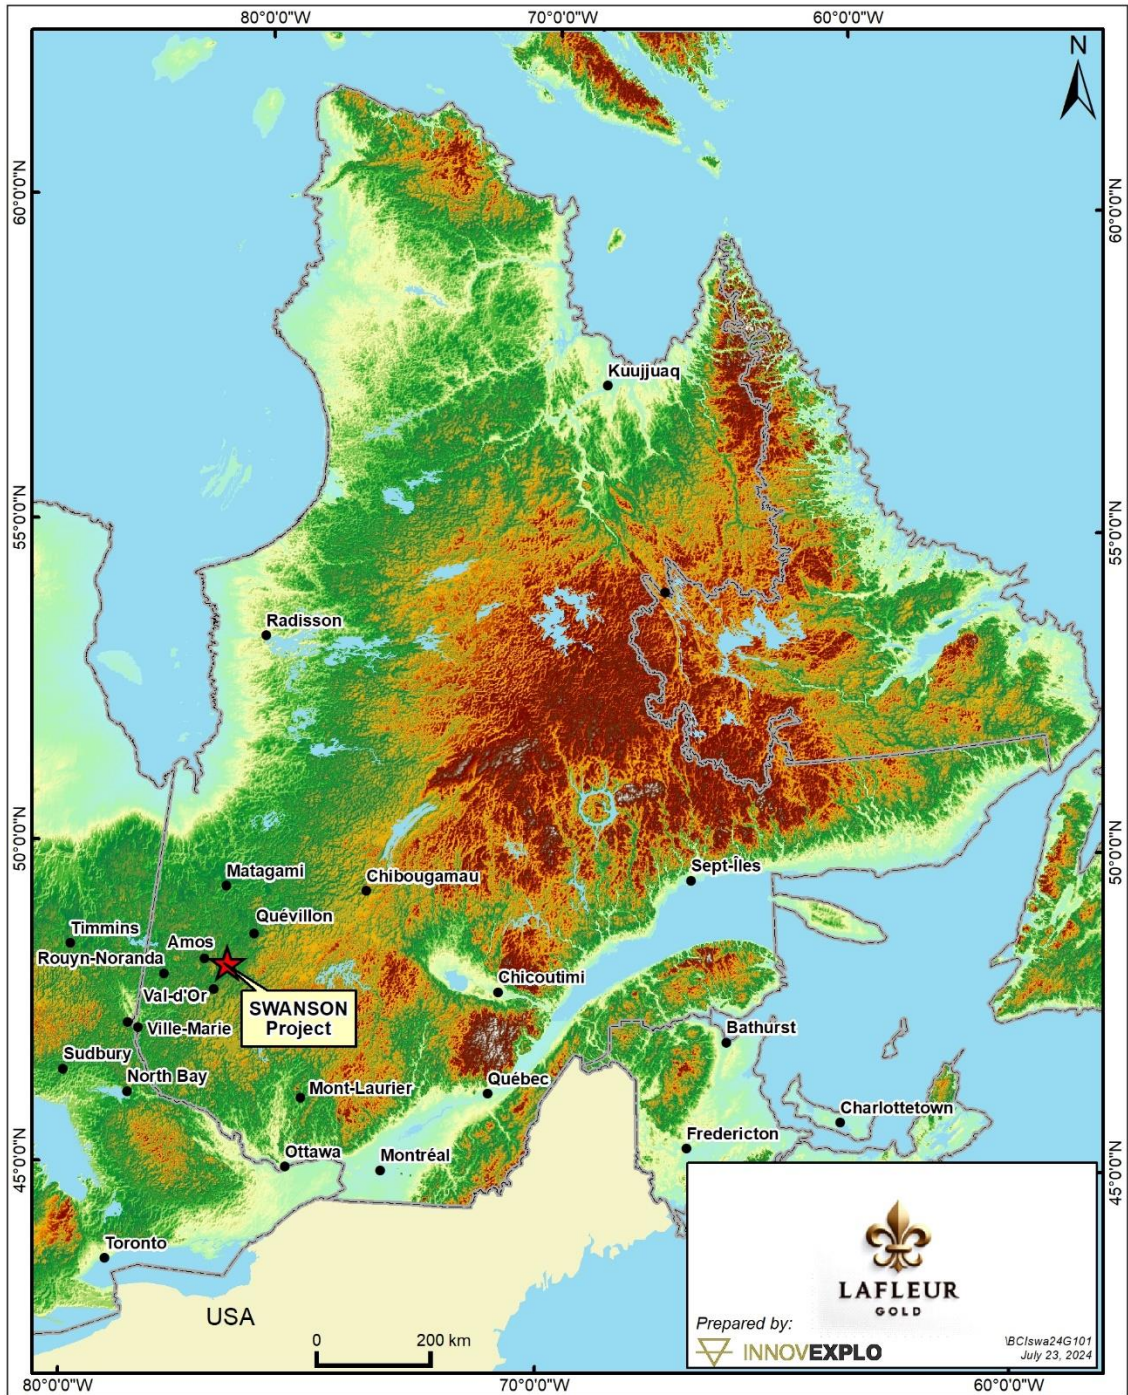 80°0'0"W
70°0'0"W
60°0'0"W
N
60°0'0"N
60°0'0"N
Kuujjuaq
55°0'0"N
55°0'0"N
Radisson
50°0'0"N
50°0'0"N
Matagami
Chibougamau
Sept-Îles
Quévillon
Timmins
Amos
Rouyn-Noranda
Chicoutimi
Val-d'Or
SWANSON
Project
Ville-Marie
Bathurst
Sudbury
North Bay
Mont-Laurier
Québec
Charlottetown
Fredericton
Ottawa
Montréal
45°0'0"N
45°0'0"N
Toronto
USA
0 200 km
LAFLEUR
GOLD
Prepared by:
INNOVEXPLO
\BCIswa24G101
July 23, 2024
80°0'0"W
70°0'0"W
60°0'0"W